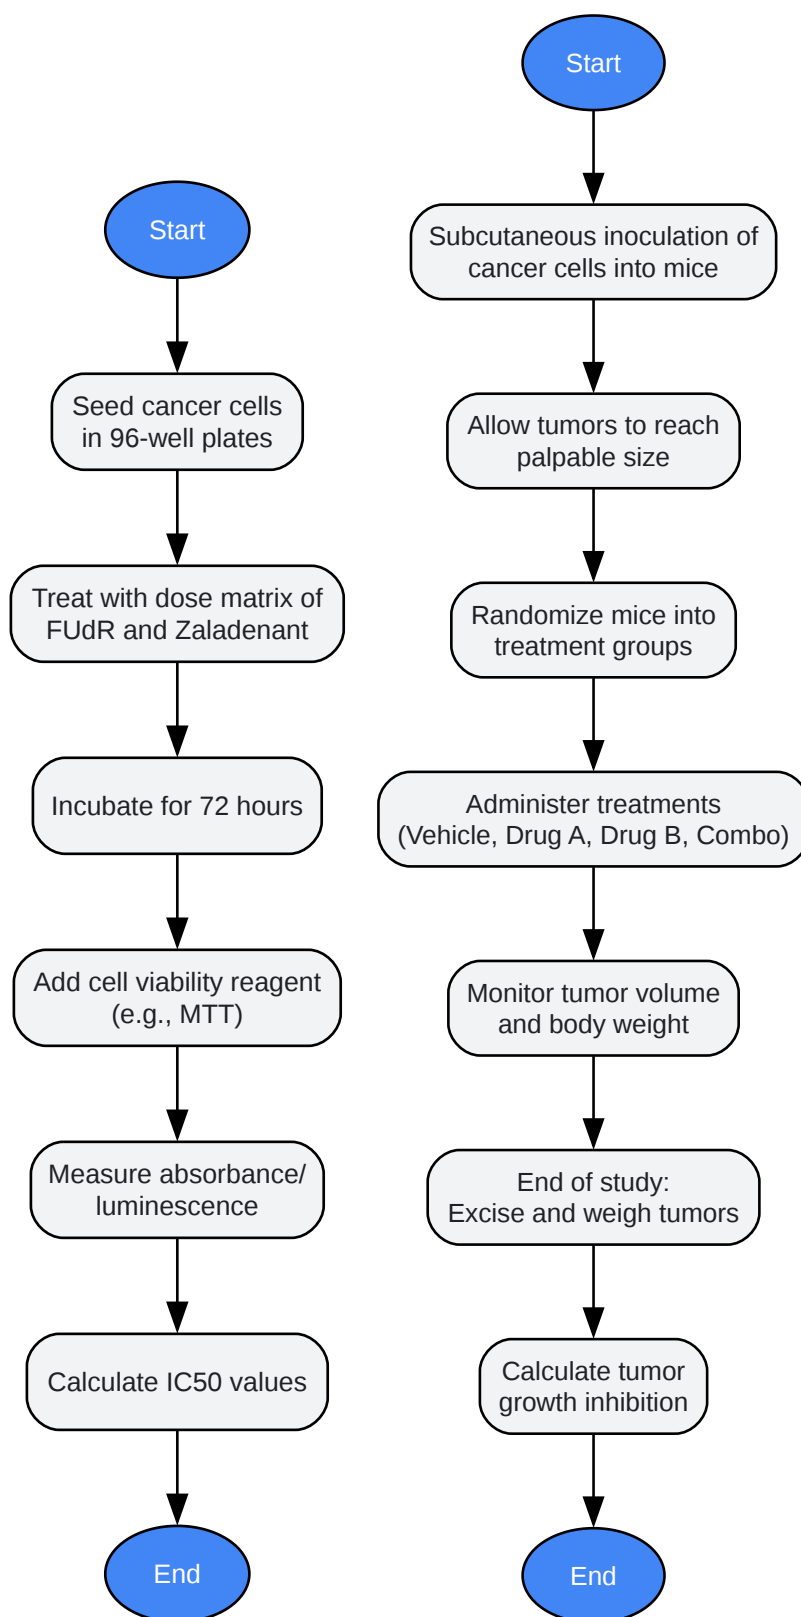 Start
Seed cancer cells
in 96-well plates
Treat with dose matrix of
FUdR and Zaladenant
Incubate for 72 hours
Add cell viability reagent
(e.g., MTT)
Measure absorbance/
luminescence
Calculate IC50 values
End
Start
Subcutaneous inoculation of
cancer cells into mice
Allow tumors to reach
palpable size
Randomize mice into
treatment groups
Administer treatments
(Vehicle, Drug A, Drug B, Combo)
Monitor tumor volume
and body weight
End of study:
Excise and weigh tumors
Calculate tumor
growth inhibition
End